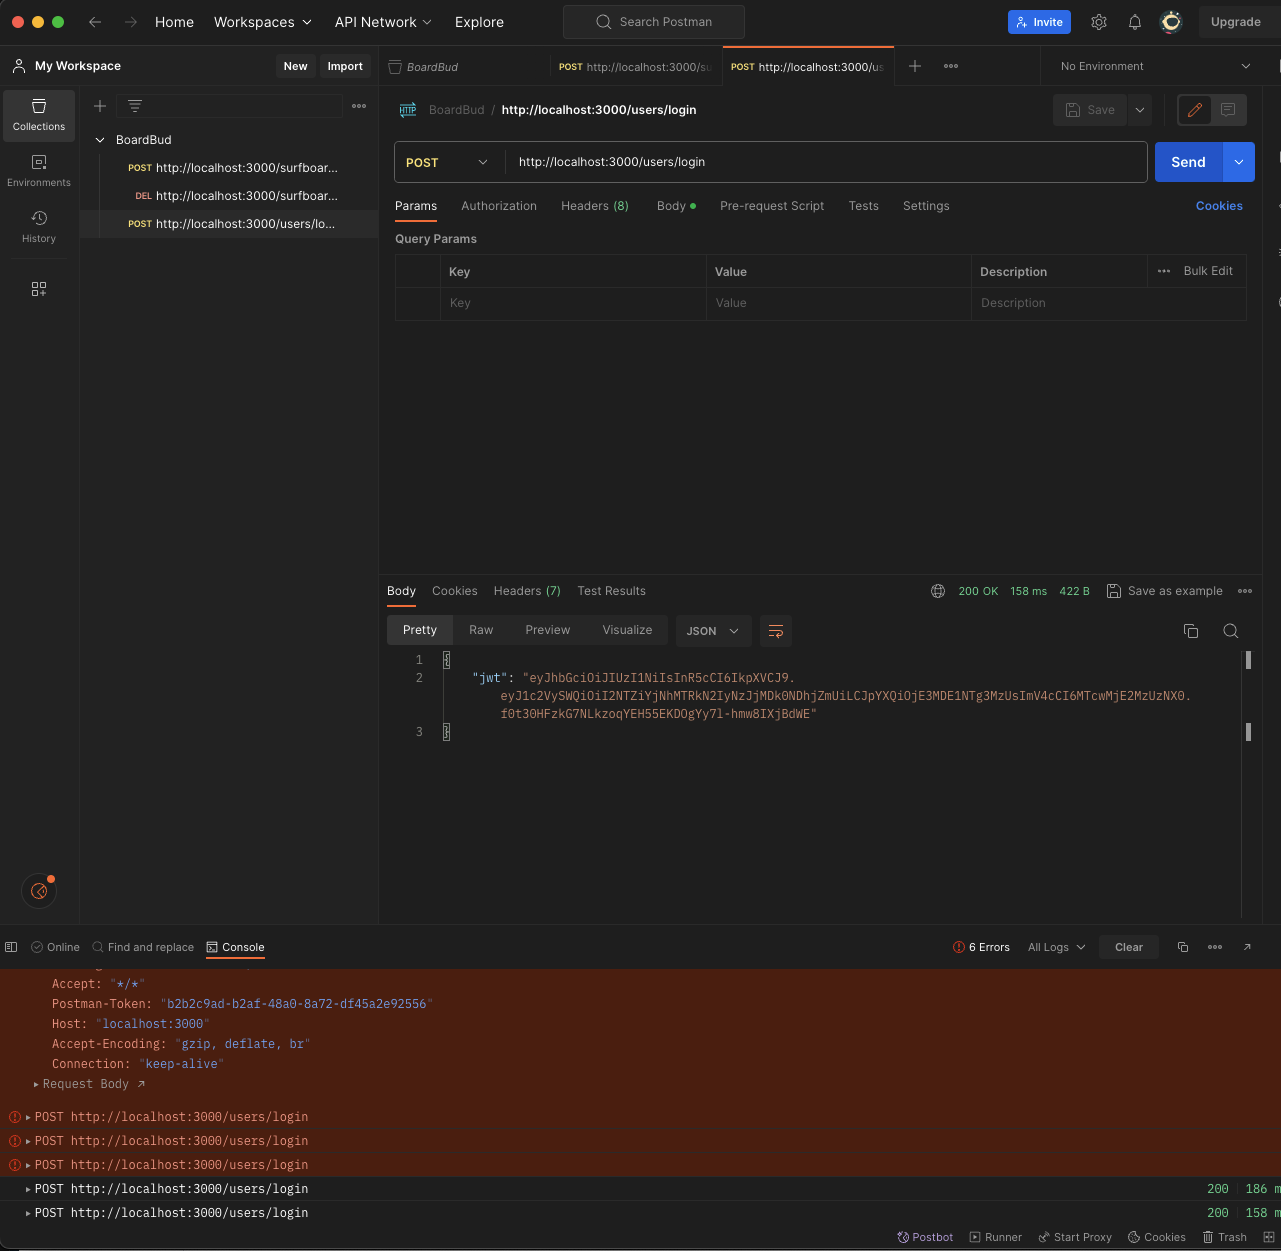 Home
Workspaces
API Network
Explore
Search Postman
Invite
Upgrade
My Workspace
New
Import
BoardBud
POST http://localhost:3000/su
POST http://localhost:3000/us
No Environment
Collections
Environments
History
BoardBud
POST http://localhost:3000/surfboar...
DEL http://localhost:3000/surfboar...
POST http://localhost:3000/users/lo...
HTTP
BoardBud / http://localhost:3000/users/login
Save
POST
http://localhost:3000/users/login
Send
Params
Authorization
Headers (8)
Body
Pre-request Script
Tests
Settings
Cookies
Query Params
Key
Value
Description
Bulk Edit
Key
Value
Description
Body
Cookies
Headers (7)
Test Results
200 OK
158 ms
422 B
Save as example
Pretty
Raw
Preview
Visualize
JSON
1 {
2 "jwt": "eyJhbGciOiJIUzI1NiIsInR5cCI6IkpXVCJ9.
eyJ1c2VySWQiOiI2NTZiYjNhMTRkN2IyNzJjMDk0NDhjZmUiLCJpYXQiOjE3MDE1NTg3MzUsImV4cCI6MTcwMjE2MzUzNX0.
f0t30HFzkG7NLkzoqYEH55EKDOgYy7l-hmw8IXjBdWE"
3 }
Online
Find and replace
Console
6 Errors
All Logs
Clear
Accept: "*/*"
Postman-Token: "b2b2c9ad-b2af-48a0-8a72-df45a2e92556"
Host: "localhost:3000"
Accept-Encoding: "gzip, deflate, br"
Connection: "keep-alive"
Request Body
POST http://localhost:3000/users/login
POST http://localhost:3000/users/login
POST http://localhost:3000/users/login
POST http://localhost:3000/users/login 200 186 m
POST http://localhost:3000/users/login 200 158 m
Postbot
Runner
Start Proxy
Cookies
Trash